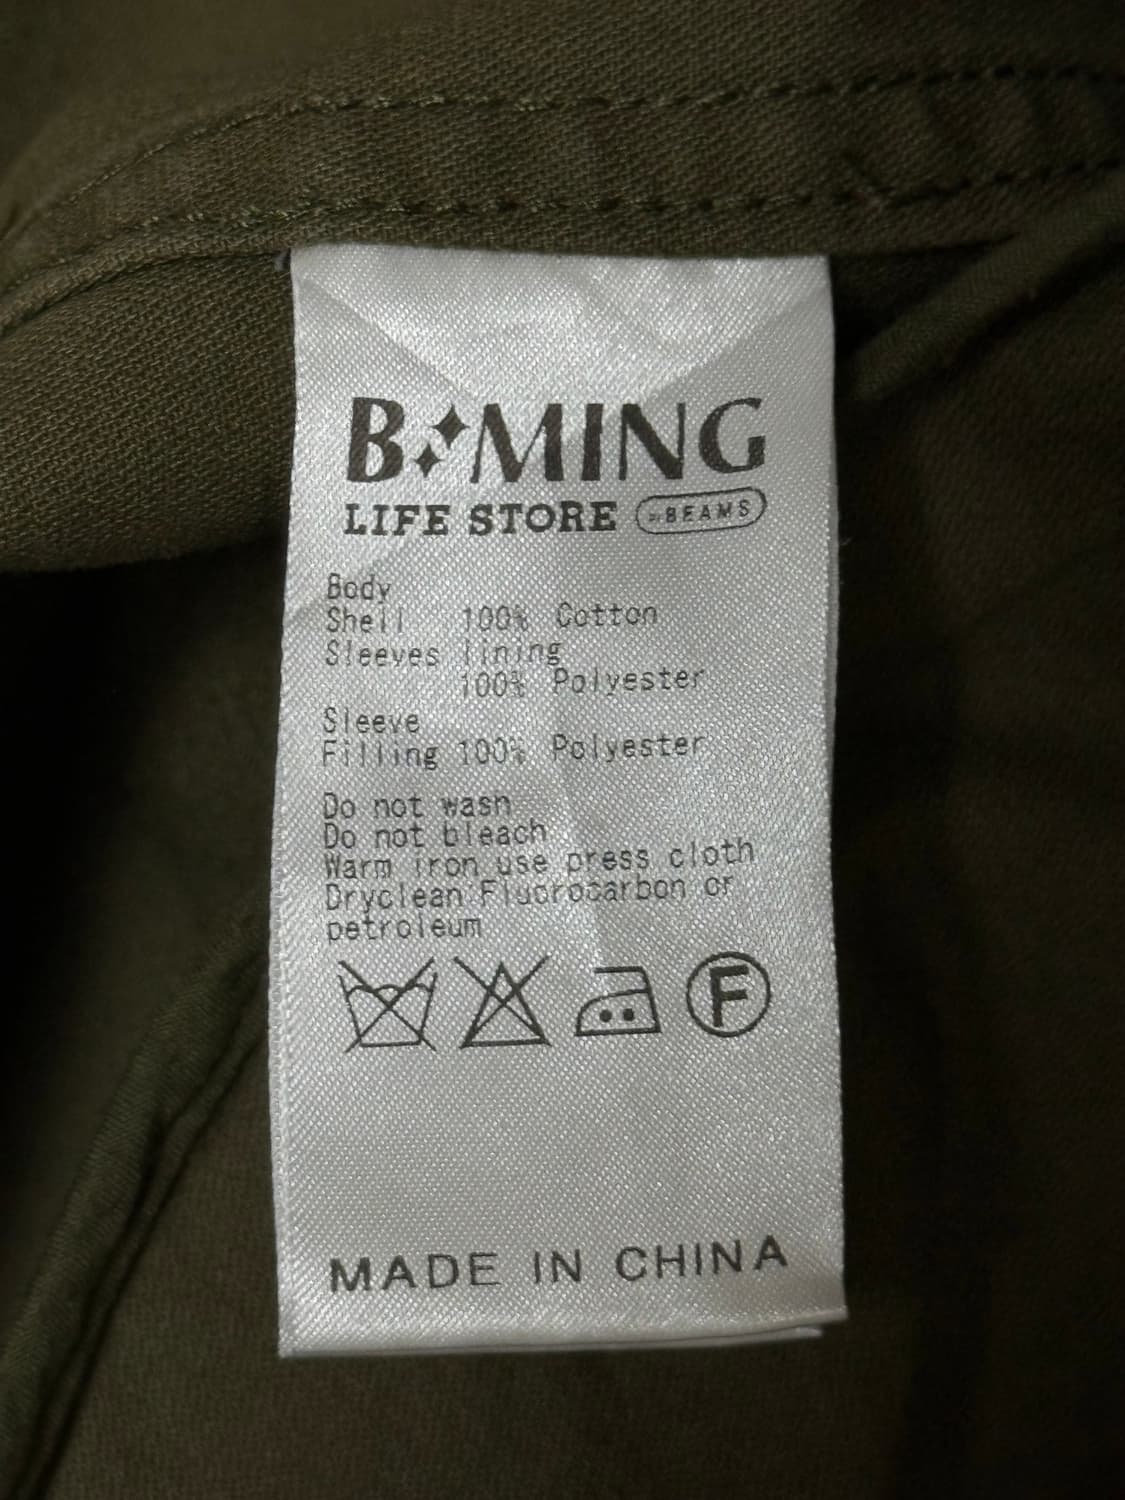 B MING
LIFE STORE by BEAMS
Body
Shell 100% Cotton
Sleeves lining
100% Polyester
Sleeve
Filling 100% Polyester
Do not wash
Do not bleach
Warm iron use press cloth
Dryclean Fluorocarbon or
petroleum
F
MADE IN CHINA